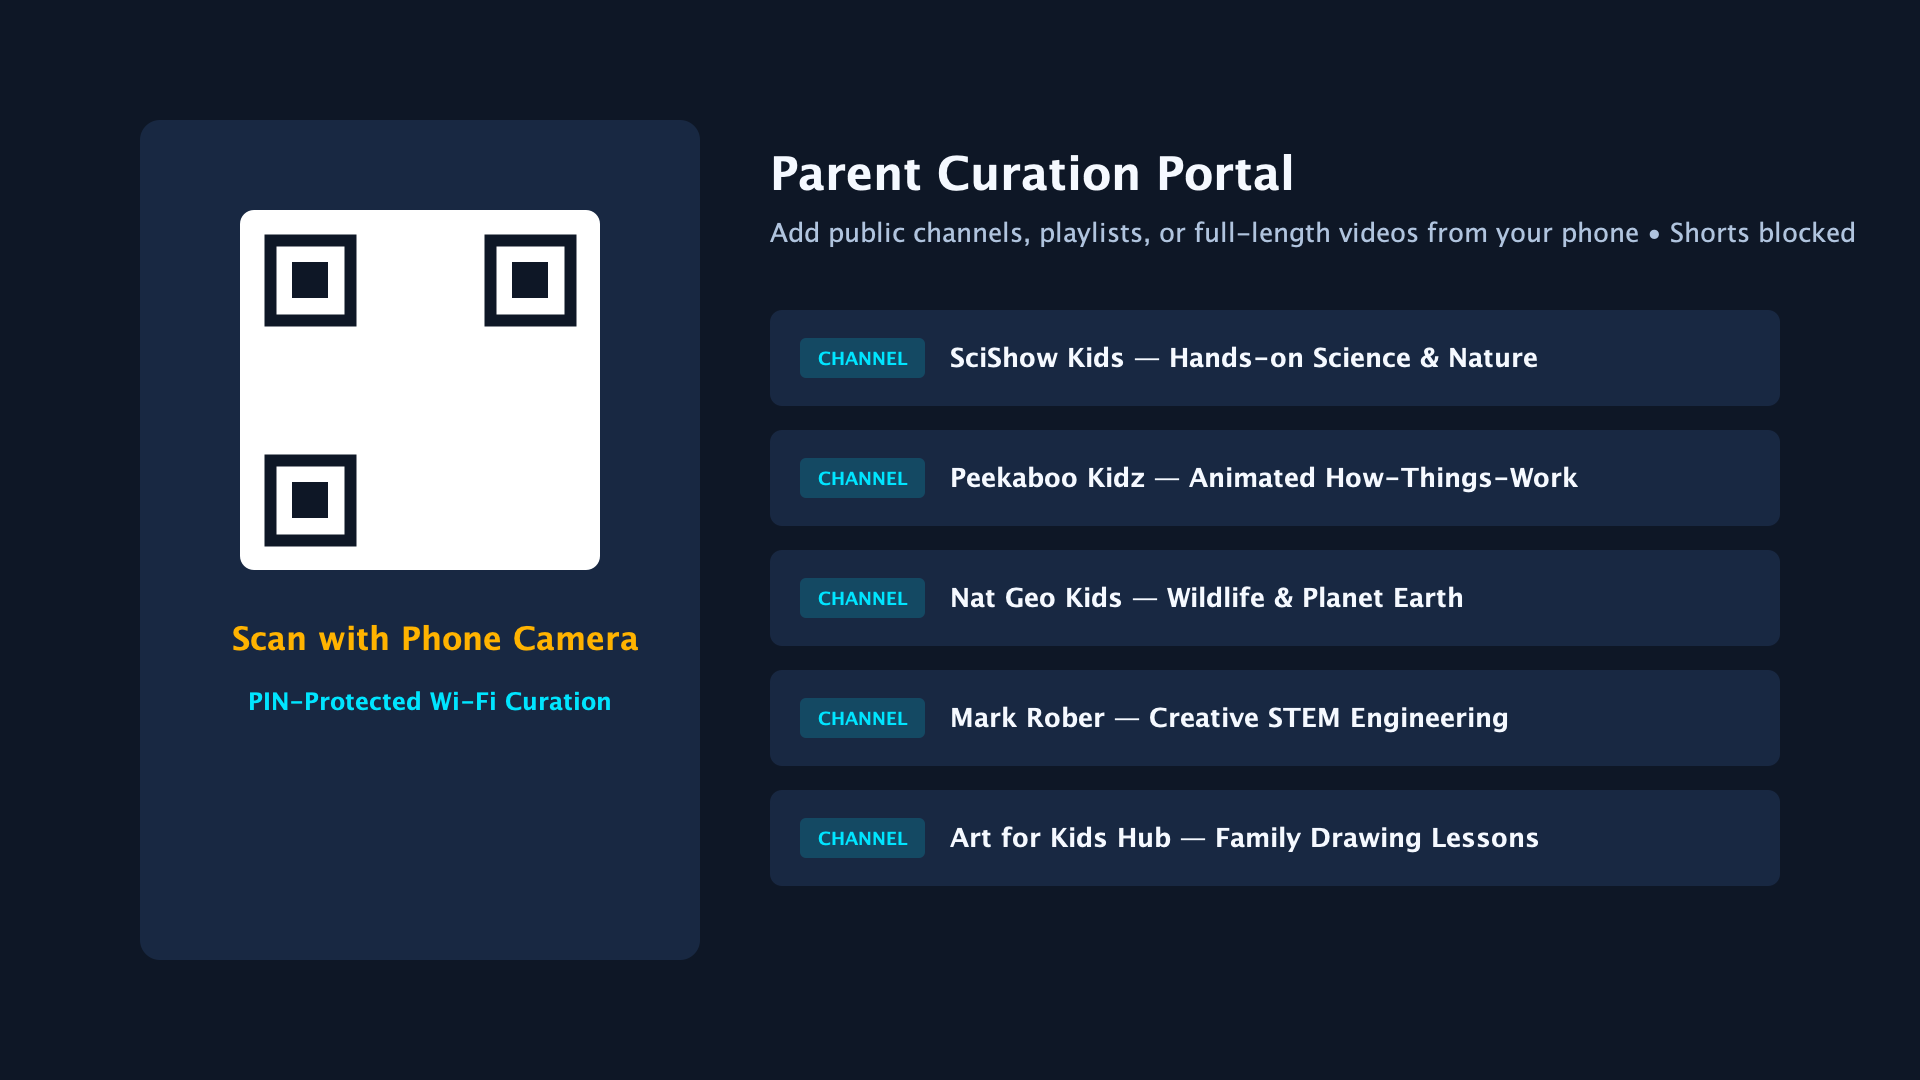 Scan with Phone Camera
PIN-Protected Wi-Fi Curation
Parent Curation Portal
Add public channels, playlists, or full-length videos from your phone • Shorts blocked
CHANNEL SciShow Kids — Hands-on Science & Nature
CHANNEL Peekaboo Kidz — Animated How-Things-Work
CHANNEL Nat Geo Kids — Wildlife & Planet Earth
CHANNEL Mark Rober — Creative STEM Engineering
CHANNEL Art for Kids Hub — Family Drawing Lessons